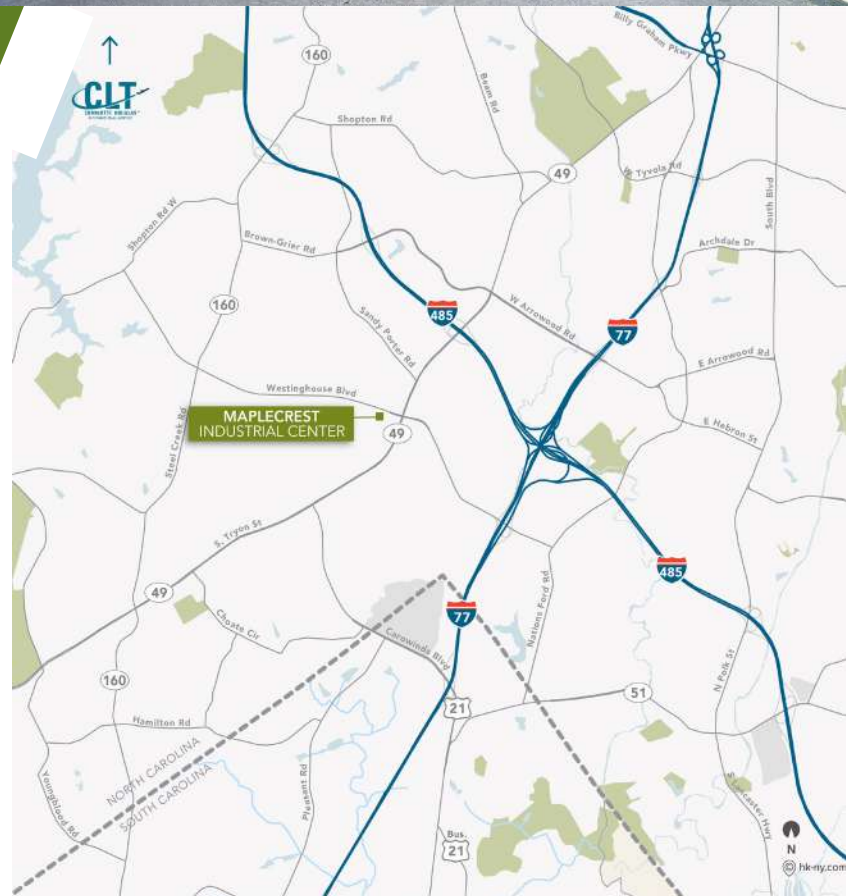 Billy Graham Pkwy
160
CLT
Beam Rd
Shopton Rd
49
Tyvola Rd
South Blvd
Shopton Rd W
Brown-Grier Rd
Archdale Dr
160
485
W Arrowood Rd
77
Sandy Porter Rd
E Arrowood Rd
Westinghouse Blvd
MAPLECREST
INDUSTRIAL CENTER
49
E Hebron St
Steel Creek Rd
S. Tryon St
485
49
Nations Ford Rd
77
Choate Cir
Carowinds Blvd
160
N Polk St
51
21
Hamilton Rd
NORTH CAROLINA
SOUTH CAROLINA
Youngblood Rd
Pleasant Rd
S Lancaster Hwy
Bus.
21
N
© hk-ny.com